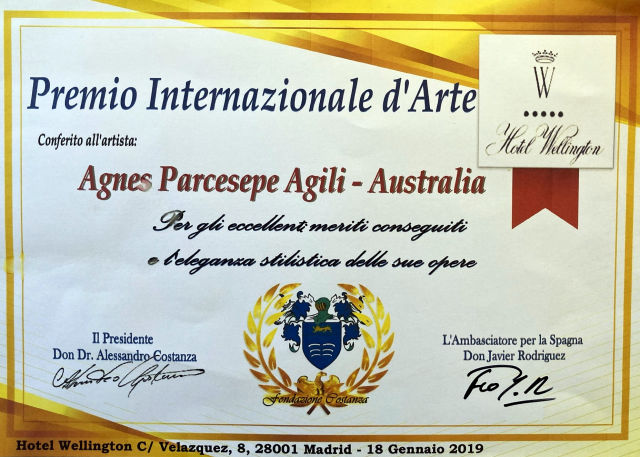 Premio Internazionale d'Arte
W
Hotel Wellington
Conferito all'artista:
Agnes Parcesepe Agili - Australia
Per gli eccellenti meriti conseguiti
e l'eleganza stilistica delle sue opere
Il Presidente
Don Dr. Alessandro Costanza
L'Ambasciatore per la Spagna
Don Javier Rodriguez
Fondazione Costanza
Hotel Wellington C/ Velazquez, 8, 28001 Madrid - 18 Gennaio 2019